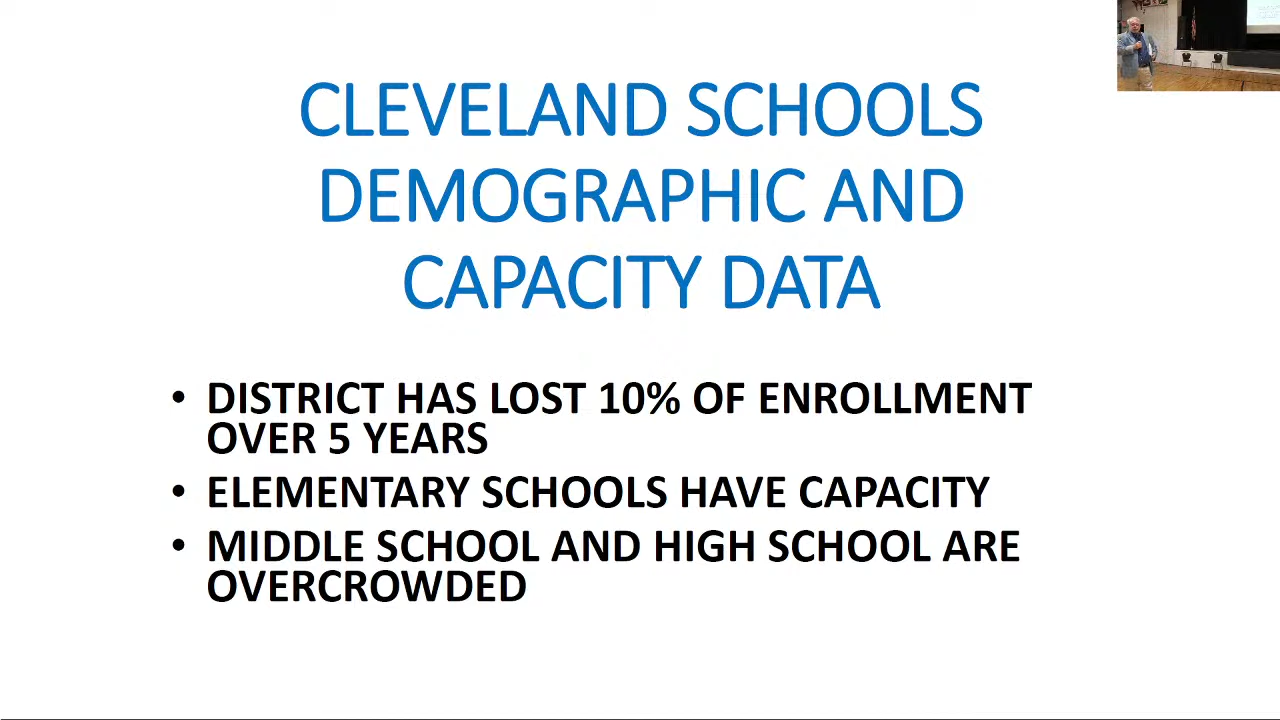 CLEVELAND SCHOOLS
DEMOGRAPHIC AND
CAPACITY DATA
• DISTRICT HAS LOST 10% OF ENROLLMENT
OVER 5 YEARS
• ELEMENTARY SCHOOLS HAVE CAPACITY
• MIDDLE SCHOOL AND HIGH SCHOOL ARE
OVERCROWDED